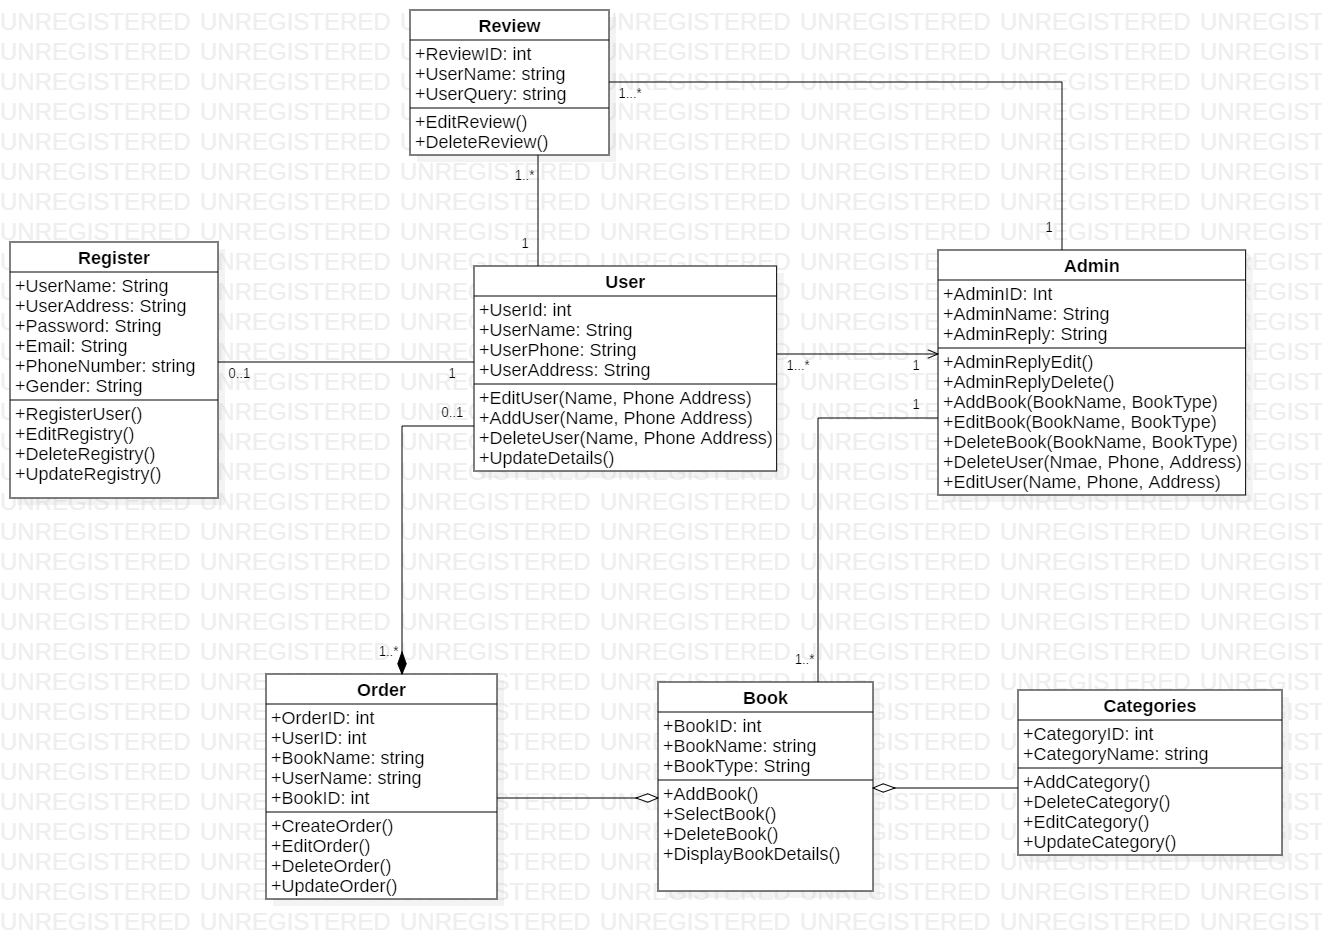 Review
+ReviewID: int
+UserName: string
+UserQuery: string
+EditReview()
+DeleteReview()
1...*
1..*
1
1
Register
+UserName: String
+UserAddress: String
+Password: String
+Email: String
+PhoneNumber: string
+Gender: String
+RegisterUser()
+EditRegistry()
+DeleteRegistry()
+UpdateRegistry()
0..1
1
User
+UserId: int
+UserName: String
+UserPhone: String
+UserAddress: String
+EditUser(Name, Phone Address)
+AddUser(Name, Phone Address)
+DeleteUser(Name, Phone Address)
+UpdateDetails()
1...*
1
0..1
1
Admin
+AdminID: Int
+AdminName: String
+AdminReply: String
+AdminReplyEdit()
+AdminReplyDelete()
+AddBook(BookName, BookType)
+EditBook(BookName, BookType)
+DeleteBook(BookName, BookType)
+DeleteUser(Nmae, Phone, Address)
+EditUser(Name, Phone, Address)
1..*
1..*
Order
+OrderID: int
+UserID: int
+BookName: string
+UserName: string
+BookID: int
+CreateOrder()
+EditOrder()
+DeleteOrder()
+UpdateOrder()
Book
+BookID: int
+BookName: string
+BookType: String
+AddBook()
+SelectBook()
+DeleteBook()
+DisplayBookDetails()
Categories
+CategoryID: int
+CategoryName: string
+AddCategory()
+DeleteCategory()
+EditCategory()
+UpdateCategory()
UNREGISTERED